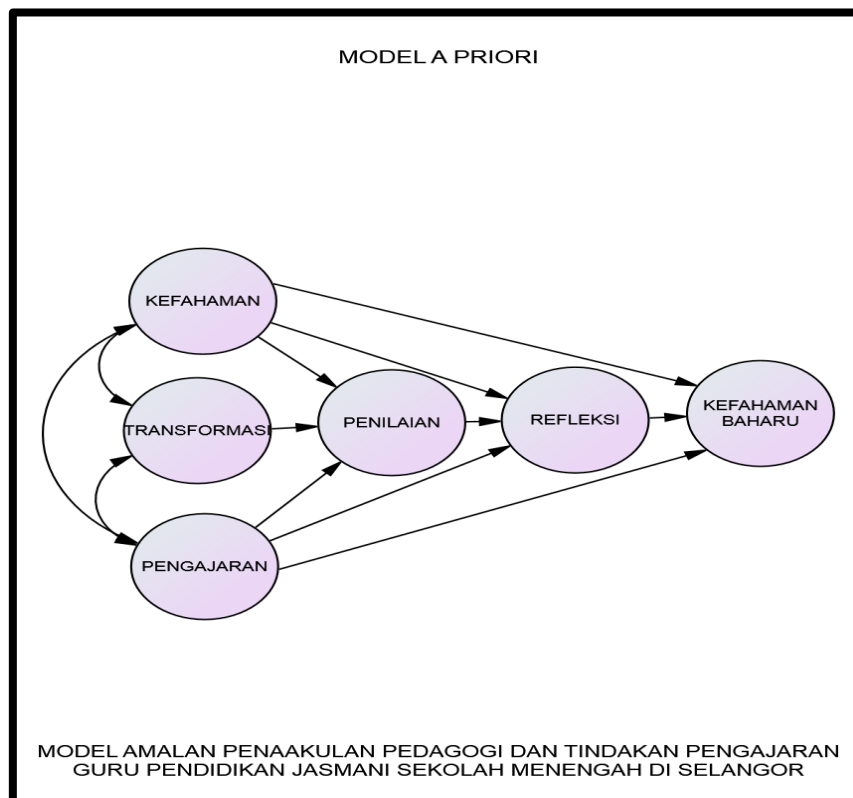 MODEL A PRIORI
KEFAHAMAN
TRANSFORMASI
PENGAJARAN
PENILAIAN
REFLEKSI
KEFAHAMAN
BAHARU
MODEL AMALAN PENAAKULAN PEDAGOGI DAN TINDAKAN PENGAJARAN
GURU PENDIDIKAN JASMANI SEKOLAH MENENGAH DI SELANGOR